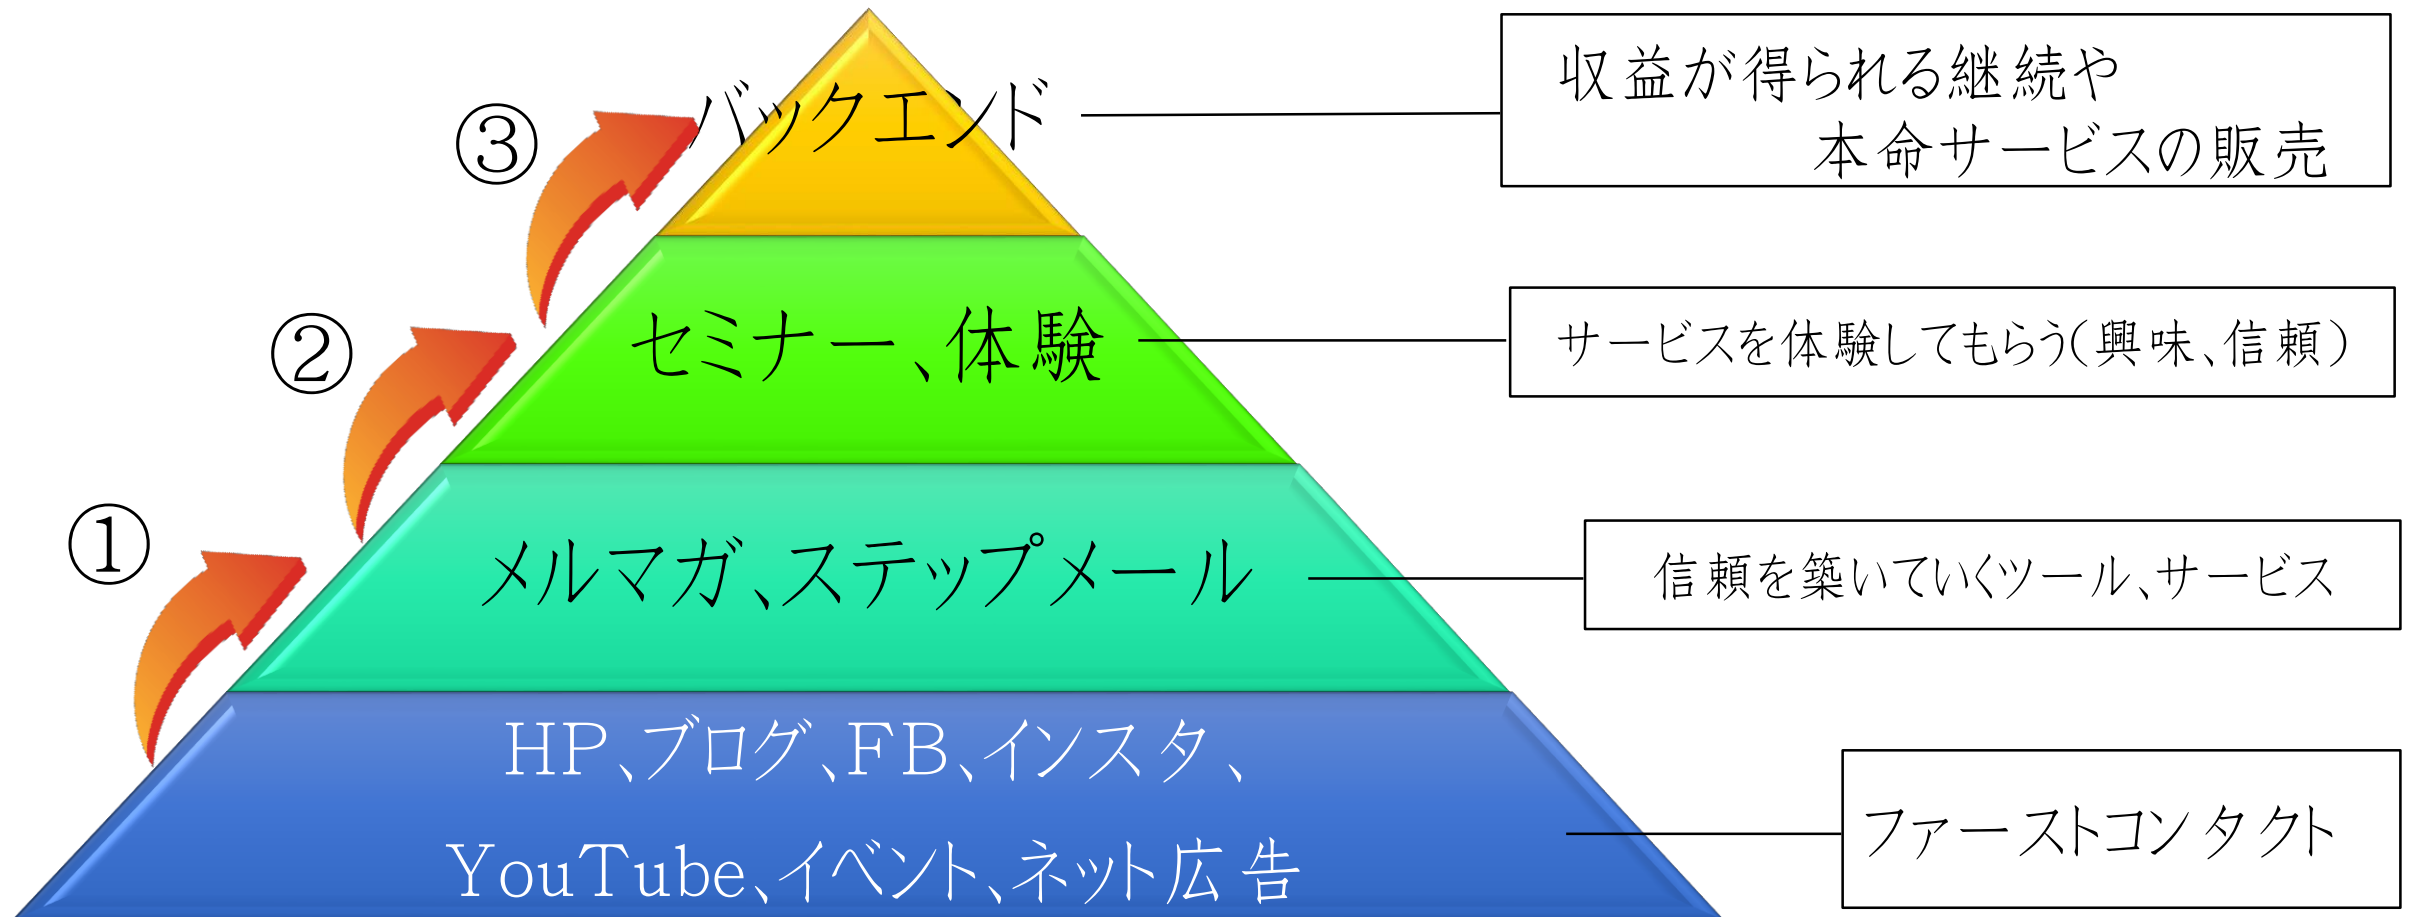 ③
バックエンド
収益が得られる継続や
本命サービスの販売
②
セミナー、体験
サービスを体験してもらう(興味、信頼)
①
メルマガ、ステップメール
信頼を築いていくツール、サービス
HP、ブログ、FB、インスタ、
YouTube、イベント、ネット広告
ファーストコンタクト